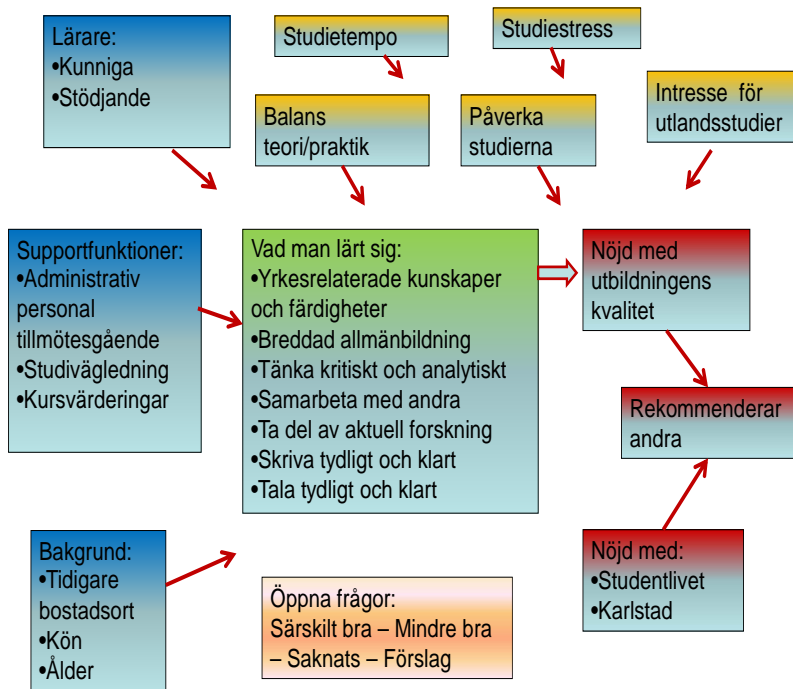 Lärare:
•Kunniga
•Stödjande
Studietempo
Studiestress
Balans
teori/praktik
Påverka
studierna
Intresse för
utlandsstudier
Supportfunktioner:
•Administrativ
personal
tillmötesgående
•Studivägledning
•Kursvärderingar
Vad man lärt sig:
•Yrkesrelaterade kunskaper
och färdigheter
•Breddad allmänbildning
•Tänka kritiskt och analytiskt
•Samarbeta med andra
•Ta del av aktuell forskning
•Skriva tydligt och klart
•Tala tydligt och klart
Nöjd med
utbildningens
kvalitet
Rekommenderar
andra
Bakgrund:
•Tidigare
bostadsort
•Kön
•Ålder
Öppna frågor:
Särskilt bra – Mindre bra
– Saknats – Förslag
Nöjd med:
•Studentlivet
•Karlstad